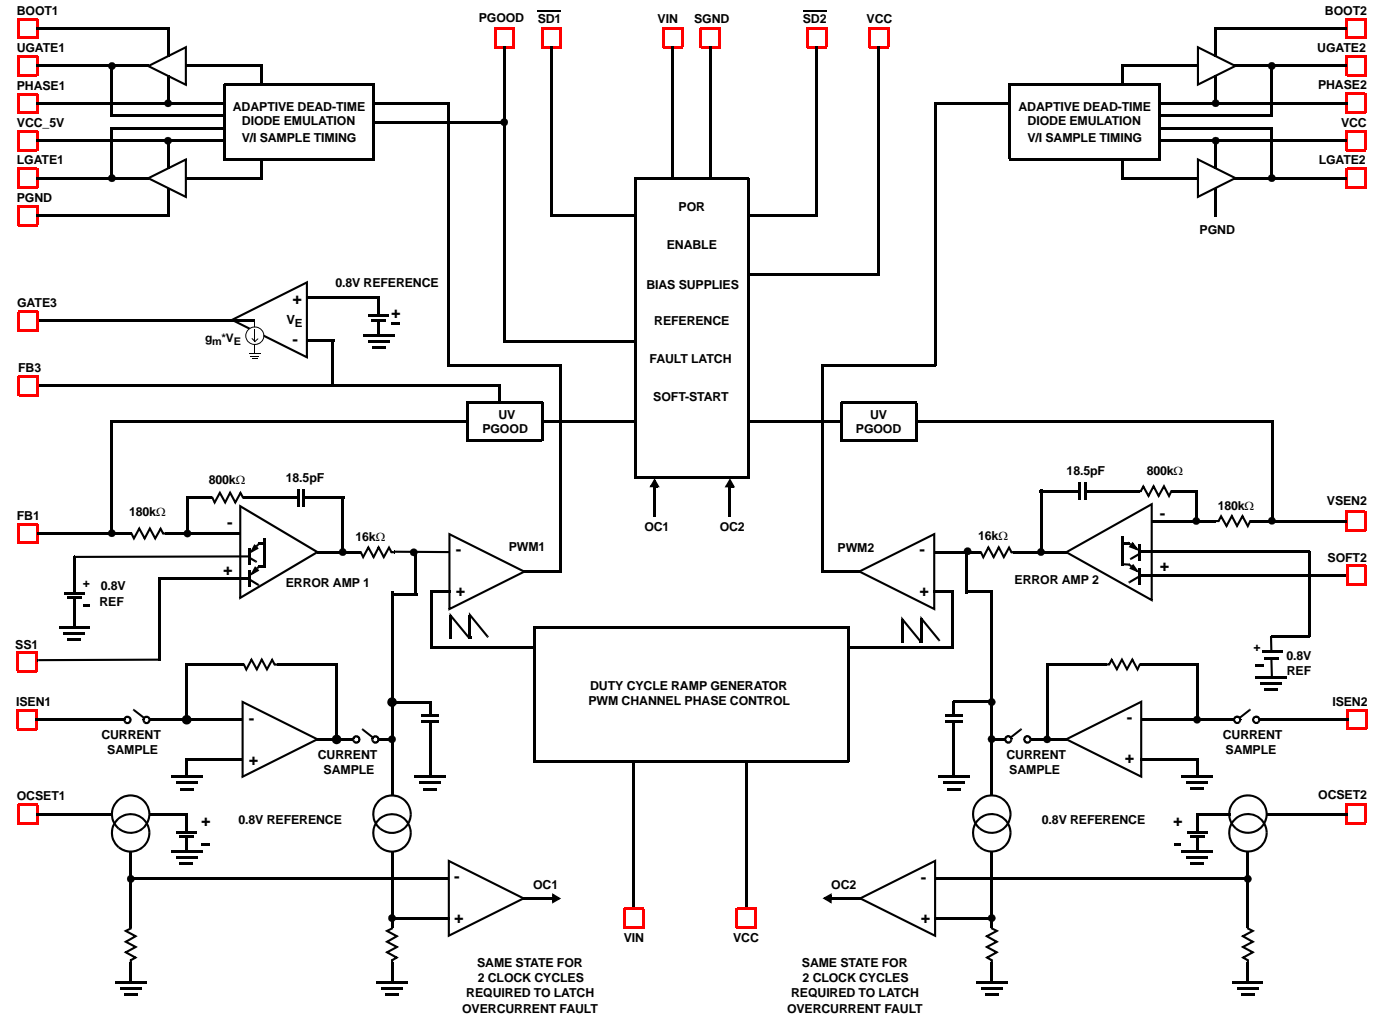 BOOT1
UGATE1
PHASE1
VCC_5V
LGATE1
PGND
ADAPTIVE DEAD-TIME
DIODE EMULATION
V/I SAMPLE TIMING
PGOOD
SD1
VIN
SGND
SD2
VCC
BOOT2
UGATE2
PHASE2
VCC
LGATE2
ADAPTIVE DEAD-TIME
DIODE EMULATION
V/I SAMPLE TIMING
PGND
POR
ENABLE
BIAS SUPPLIES
REFERENCE
FAULT LATCH
SOFT-START
OC1
OC2
GATE3
0.8V REFERENCE
+
VE
gm*VE
-
+
-
FB3
UV
PGOOD
UV
PGOOD
FB1
180kΩ
800kΩ
18.5pF
-
+
ERROR AMP 1
16kΩ
-
+
PWM1
+
-
0.8V
REF
SS1
PWM2
-
+
16kΩ
18.5pF
800kΩ
180kΩ
-
+
ERROR AMP 2
VSEN2
SOFT2
+
-
0.8V
REF
DUTY CYCLE RAMP GENERATOR
PWM CHANNEL PHASE CONTROL
VIN
VCC
ISEN1
CURRENT
SAMPLE
-
+
CURRENT
SAMPLE
ISEN2
CURRENT
SAMPLE
-
+
CURRENT
SAMPLE
OCSET1
+
-
0.8V REFERENCE
-
+
OC1
SAME STATE FOR
2 CLOCK CYCLES
REQUIRED TO LATCH
OVERCURRENT FAULT
OCSET2
+
-
0.8V REFERENCE
-
+
OC2
SAME STATE FOR
2 CLOCK CYCLES
REQUIRED TO LATCH
OVERCURRENT FAULT